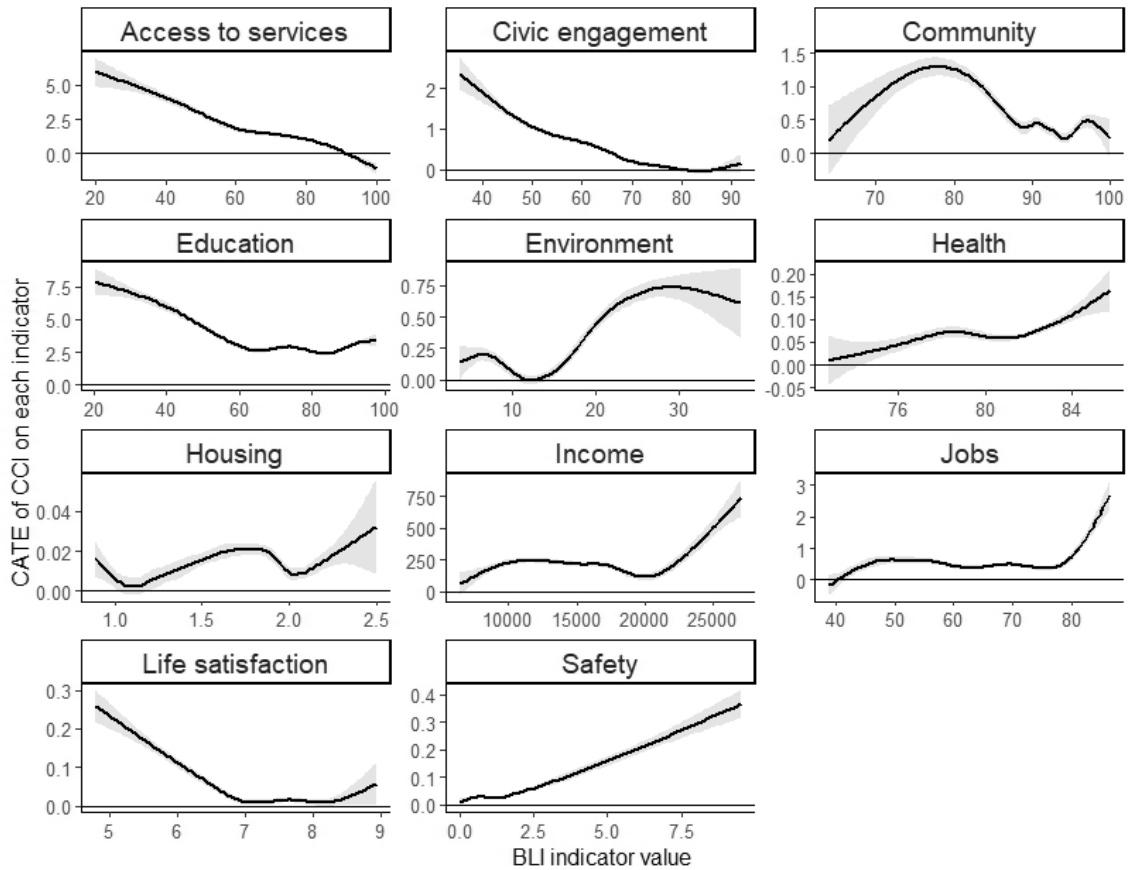 Access to services Civic engagement Community
5.0 2.5 0.0
20 40 60 80 100
2 1 0
40 50 60 70 80 90
1.5 1.0 0.5 0.0
70 80 90 100
Education Environment Health
7.5 5.0 2.5 0.0
20 40 60 80 100
0.75 0.50 0.25 0.00
10 20 30
0.20 0.15 0.10 0.05 0.00 -0.05
76 80 84
CATE of CCI on each indicator
Housing Income Jobs
0.04 0.02 0.00
1.0 1.5 2.0 2.5
750 500 250 0
10000 15000 20000 25000
3 2 1 0
40 50 60 70 80
Life satisfaction Safety
0.3 0.2 0.1 0.0
5 6 7 8 9
0.4 0.3 0.2 0.1 0.0
0.0 2.5 5.0 7.5
BLI indicator value